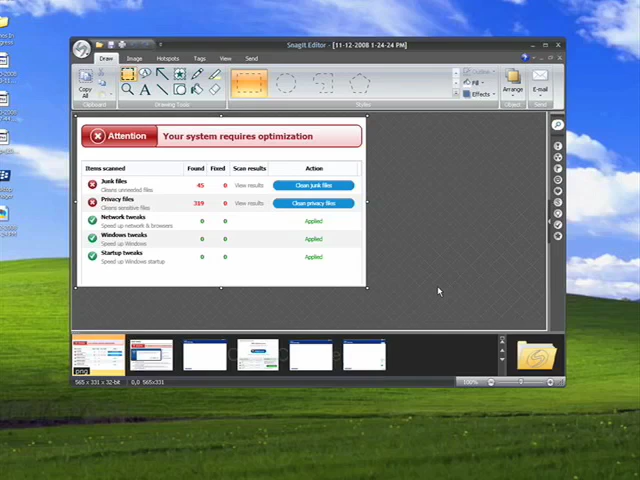 SnagIt Editor - [11-12-2008 1-24-24 PM]
Draw Image Hotspots Tags View Send
Copy All
Outline
Fill
Effects
Arrange
E-mail
Clipboard Drawing Tools Styles Object Send
Attention Your system requires optimization
Items scanned Found Fixed Scan results Action
Junk files 45 0 View results Clean junk files
Cleans unneeded files
Privacy files 319 0 View results Clean privacy files
Cleans sensitive files
Network tweaks 0 0 Applied
Speed up network & browsers
Windows tweaks 0 0 Applied
Speed up Windows
Startup tweaks 0 0 Applied
Speed up Windows startup
png
565 x 331 x 32-bit 0,0 565x331 100%